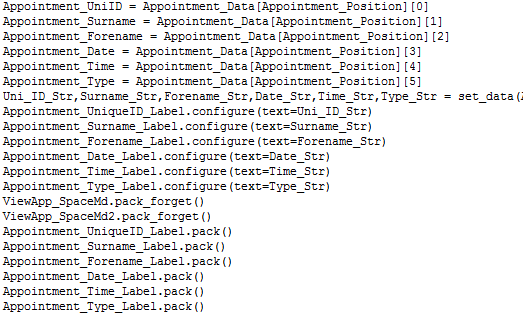 Appointment_UniID = Appointment_Data[Appointment_Position][0]
Appointment_Surname = Appointment_Data[Appointment_Position][1]
Appointment_Forename = Appointment_Data[Appointment_Position][2]
Appointment_Date = Appointment_Data[Appointment_Position][3]
Appointment_Time = Appointment_Data[Appointment_Position][4]
Appointment_Type = Appointment_Data[Appointment_Position][5]
Uni_ID_Str,Surname_Str,Forename_Str,Date_Str,Time_Str,Type_Str = set_data(
Appointment_UniqueID_Label.configure(text=Uni_ID_Str)
Appointment_Surname_Label.configure(text=Surname_Str)
Appointment_Forename_Label.configure(text=Forename_Str)
Appointment_Date_Label.configure(text=Date_Str)
Appointment_Time_Label.configure(text=Time_Str)
Appointment_Type_Label.configure(text=Type_Str)
ViewApp_SpaceMd.pack_forget()
ViewApp_SpaceMd2.pack_forget()
Appointment_UniqueID_Label.pack()
Appointment_Surname_Label.pack()
Appointment_Forename_Label.pack()
Appointment_Date_Label.pack()
Appointment_Time_Label.pack()
Appointment_Type_Label.pack()